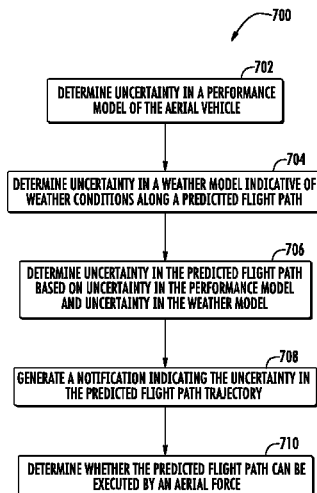 700
702
DETERMINE UNCERTAINTY IN A PERFORMANCE
MODEL OF THE AERIAL VEHICLE
704
DETERMINE UNCERTAINTY IN A WEATHER MODEL INDICATIVE OF
WEATHER CONDITIONS ALONG A PREDICTTED FLIGHT PATH
706
DETERMINE UNCERTAINTY IN THE PREDICTED FLIGHT PATH
BASED ON UNCERTAINTY IN THE PERFORMANCE MODEL
AND UNCERTAINTY IN THE WEATHER MODEL
708
GENERATE A NOTIFICATION INDICATING THE UNCERTAINTY IN
THE PREDICTED FLIGHT PATH TRAJECTORY
710
DETERMINE WHETHER THE PREDICTED FLIGHT PATH CAN BE
EXECUTED BY AN AERIAL FORCE